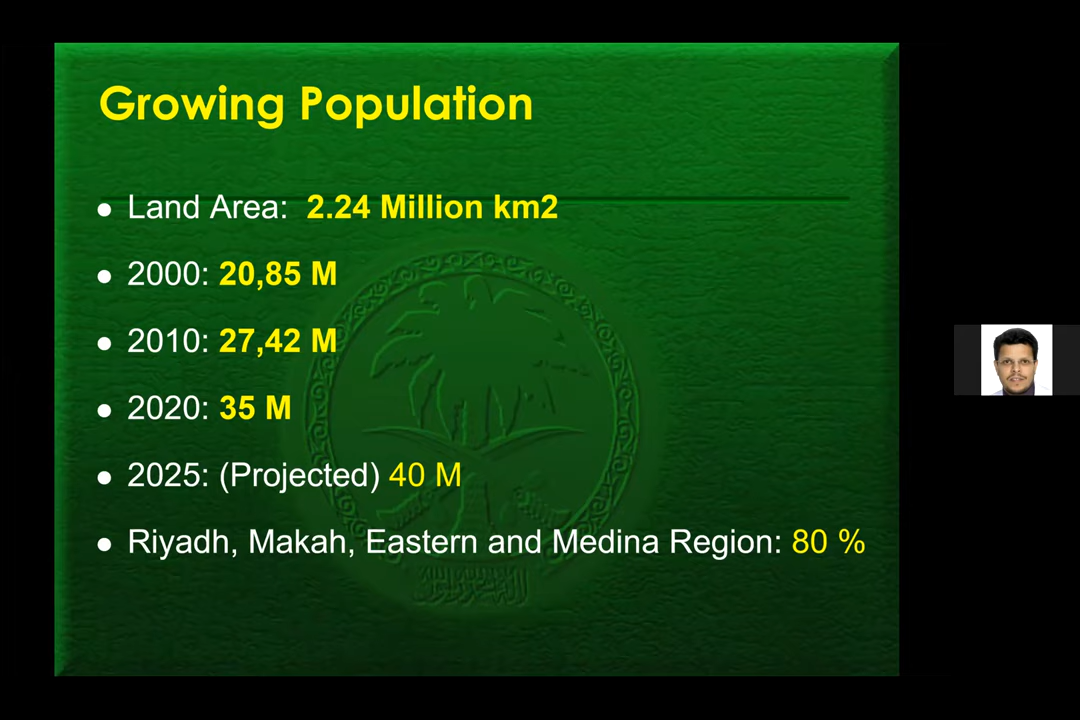 Growing Population
Land Area: 2.24 Million km2
2000: 20,85 M
2010: 27,42 M
2020: 35 M
2025: (Projected) 40 M
Riyadh, Makah, Eastern and Medina Region: 80 %